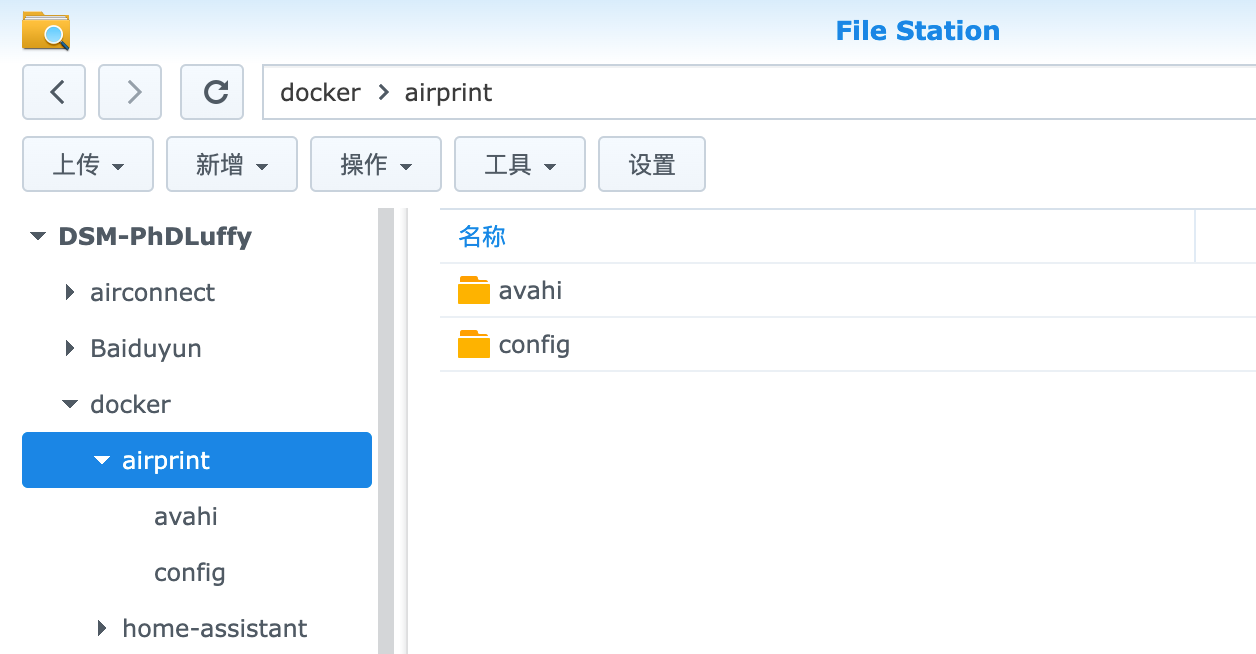 File Station
docker > airprint
上传 新增 操作 工具 设置
DSM-PhDLuffy
airconnect
Baiduyun
docker
airprint
avahi
config
home-assistant
名称
avahi
config